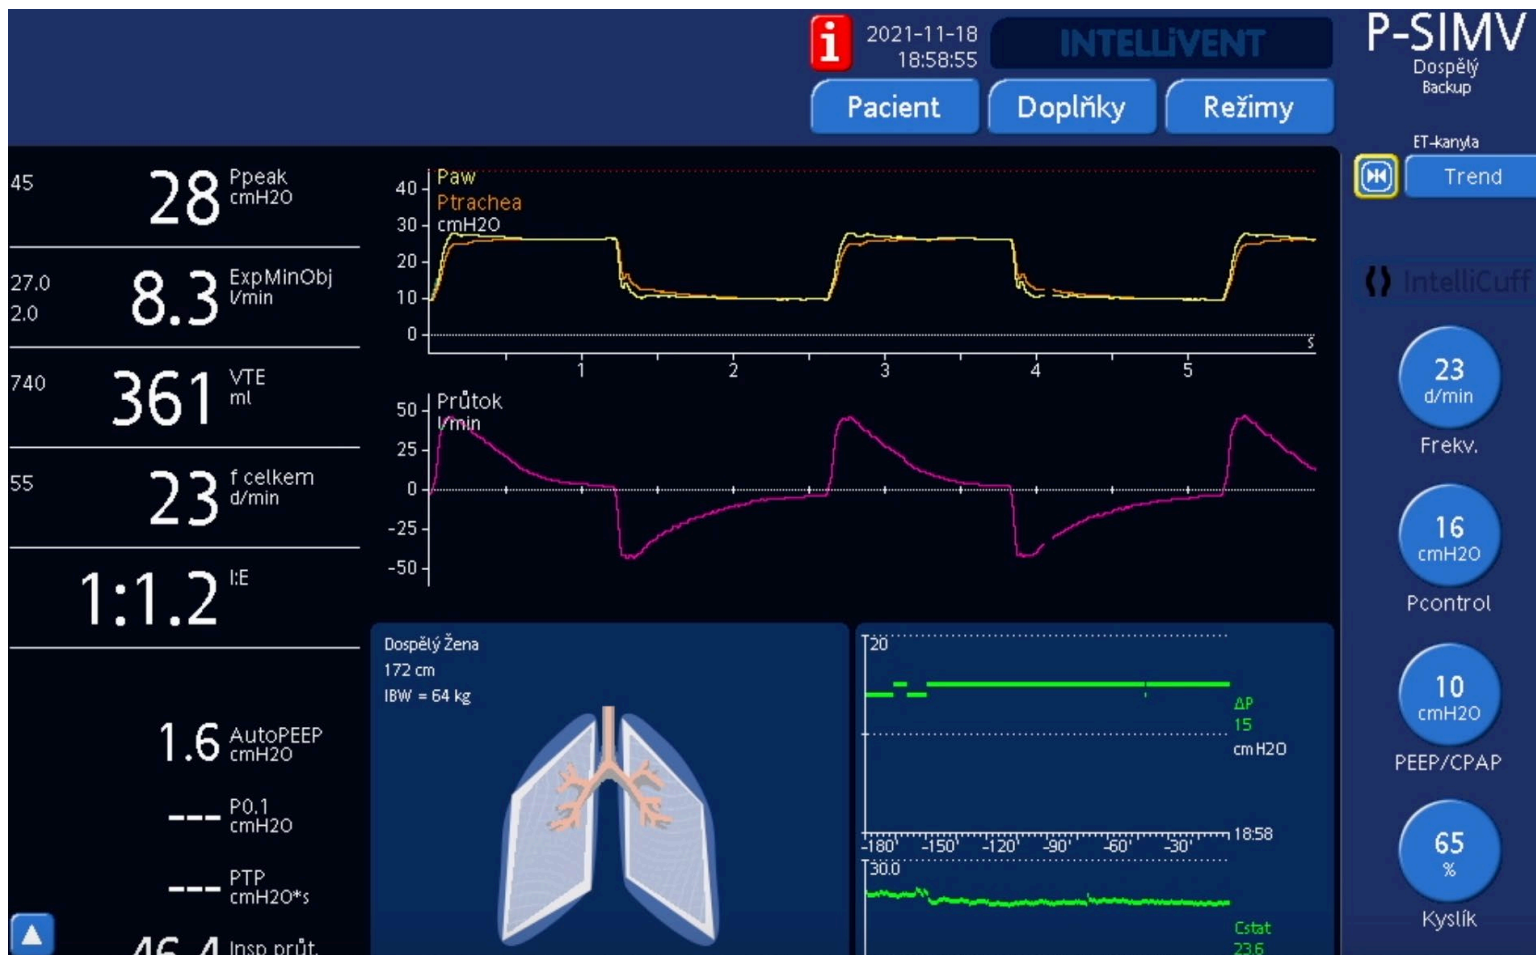 2021-11-18
18:58:55
INTELLiVENT
P-SIMV
Dospělý
Backup
Pacient
Doplňky
Režimy
ET-kanyla
Trend
IntelliCuff
45
28
Ppeak
cmH2O
27.0
2.0
8.3
ExpMinObj
l/min
740
361
VTE
ml
55
23
f celkem
d/min
1:1.2
I:E
1.6
AutoPEEP
cmH2O
---
P0.1
cmH2O
---
PTP
cmH2O*s
46.4
Insp průt.
Paw
Ptrachea
cmH2O
40
30
20
10
0
s
1
2
3
4
5
Průtok
l/min
50
25
0
-25
-50
Dospělý Žena
172 cm
IBW = 64 kg
20
ΔP
15
cmH2O
18:58
-180'
-150'
-120'
-90'
-60'
-30'
30.0
Cstat
23.6
23
d/min
Frekv.
16
cmH2O
Pcontrol
10
cmH2O
PEEP/CPAP
65
%
Kyslík